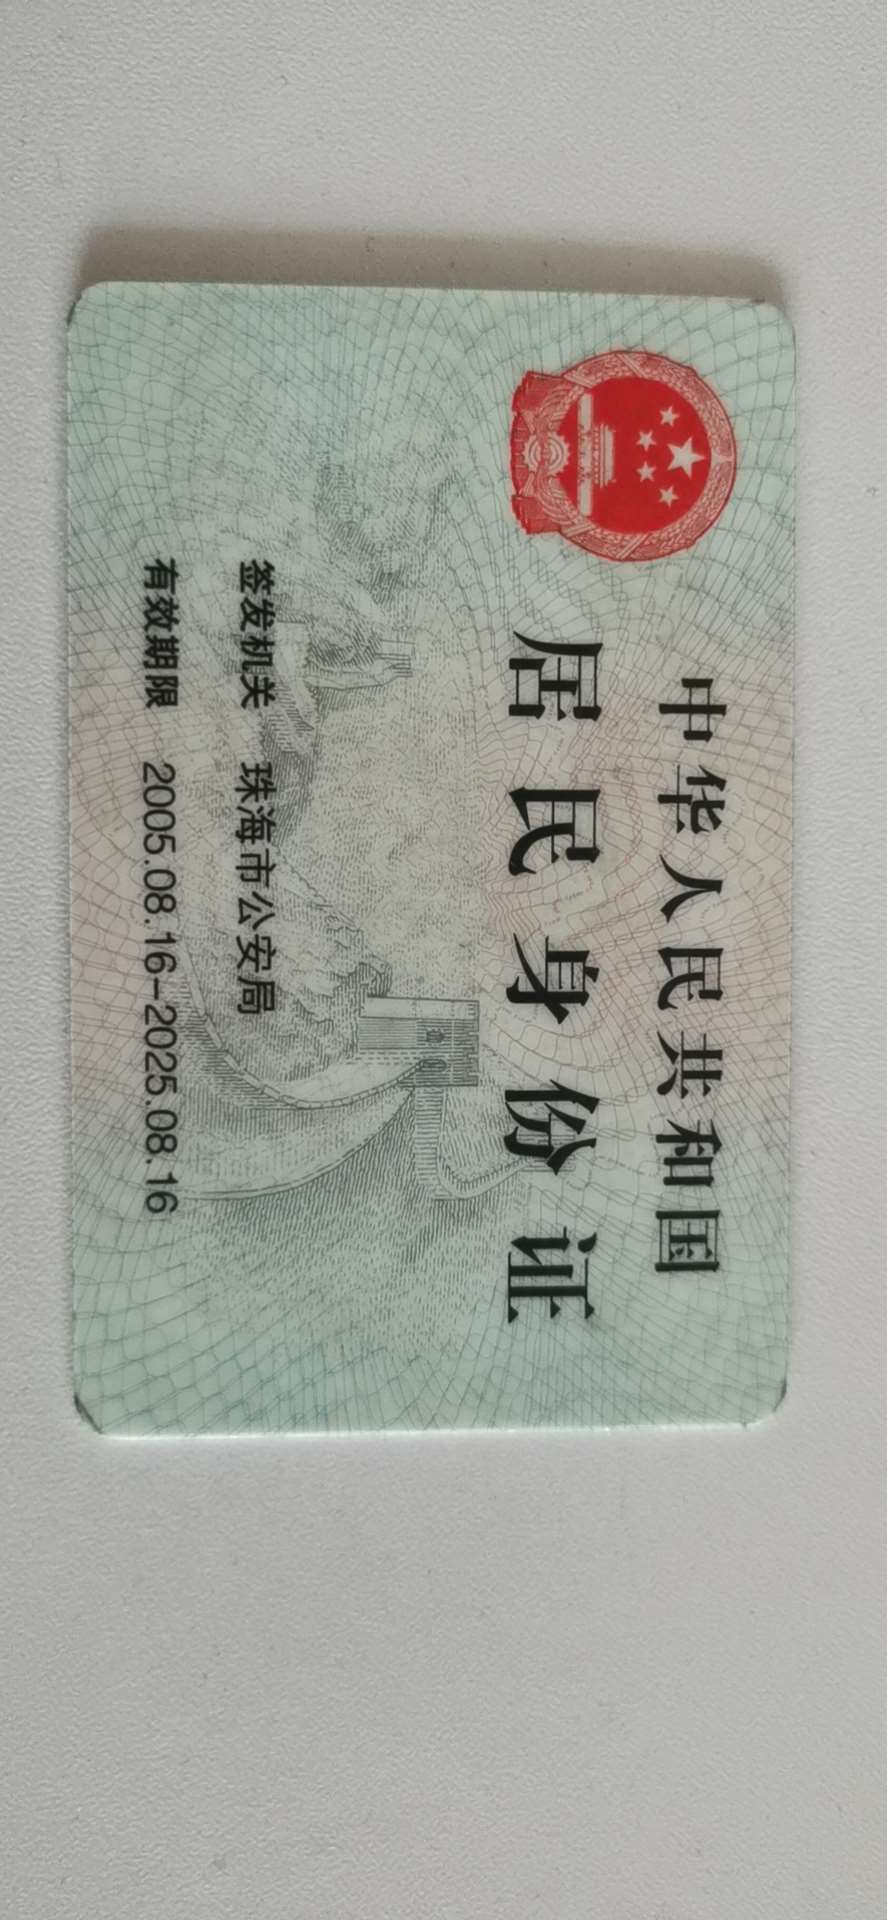 中华人民共和国
居民身份证
签发机关 珠海市公安局
有效期限 2005.08.16-2025.08.16